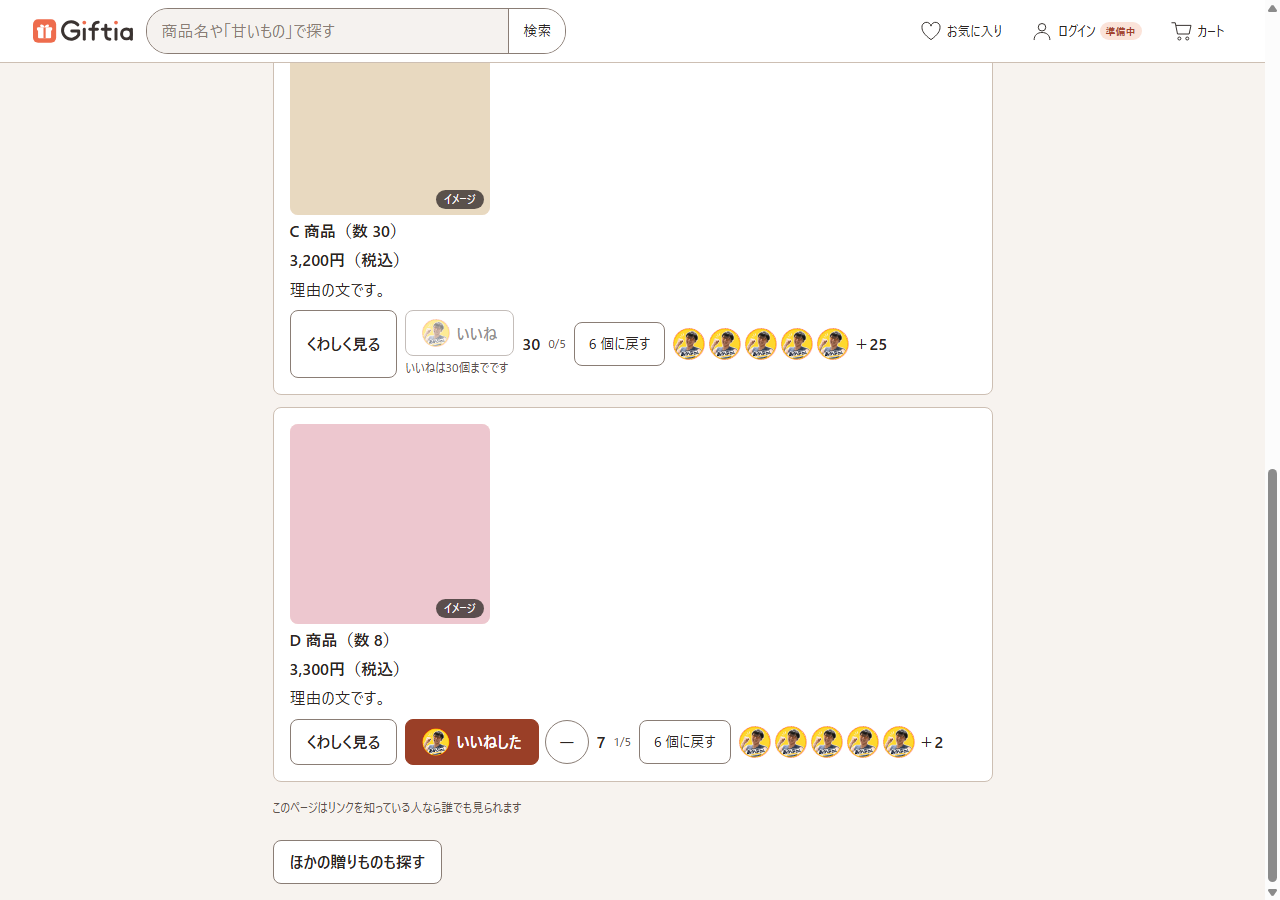 Giftia
商品名や「甘いもの」で探す
検索
お気に入り
ログイン 準備中
カート
イメージ
C 商品（数 30）
3,200円（税込）
理由の文です。
くわしく見る
いいね
30 0/5
6 個に戻す
＋25
いいねは30個までです
イメージ
D 商品（数 8）
3,300円（税込）
理由の文です。
くわしく見る
いいねした
－
7 1/5
6 個に戻す
＋2
このページはリンクを知っている人なら誰でも見られます
ほかの贈りものも探す